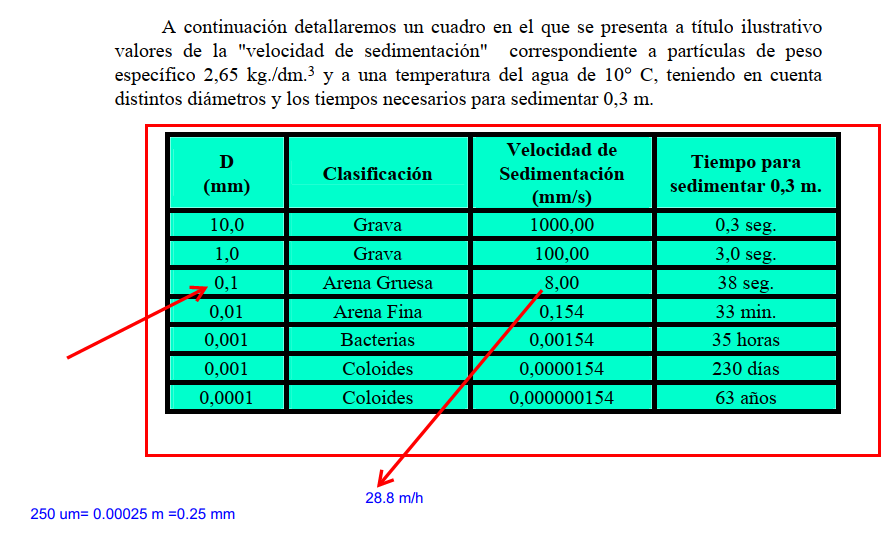 A continuación detallaremos un cuadro en el que se presenta a título ilustrativo
valores de la "velocidad de sedimentación" correspondiente a partículas de peso
específico 2,65 kg./dm.³ y a una temperatura del agua de 10° C, teniendo en cuenta
distintos diámetros y los tiempos necesarios para sedimentar 0,3 m.
D (mm) Clasificación Velocidad de Sedimentación (mm/s) Tiempo para sedimentar 0,3 m.
10,0 Grava 1000,00 0,3 seg.
1,0 Grava 100,00 3,0 seg.
0,1 Arena Gruesa 8,00 38 seg.
0,01 Arena Fina 0,154 33 min.
0,001 Bacterias 0,00154 35 horas
0,001 Coloides 0,0000154 230 días
0,0001 Coloides 0,000000154 63 años
28.8 m/h
250 um= 0.00025 m =0.25 mm